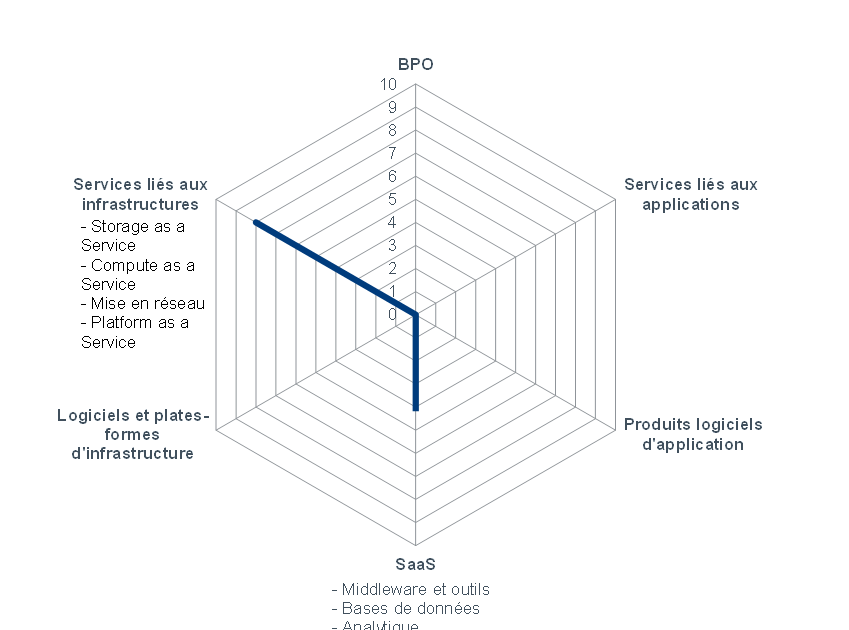 BPO
10
9
8
7
6
5
4
3
2
1
0
Services liés aux
infrastructures
- Storage as a
Service
- Compute as a
Service
- Mise en réseau
- Platform as a
Service
Services liés aux
applications
Logiciels et plates-
formes
d'infrastructure
Produits logiciels
d'application
SaaS
- Middleware et outils
- Bases de données
- Analytique